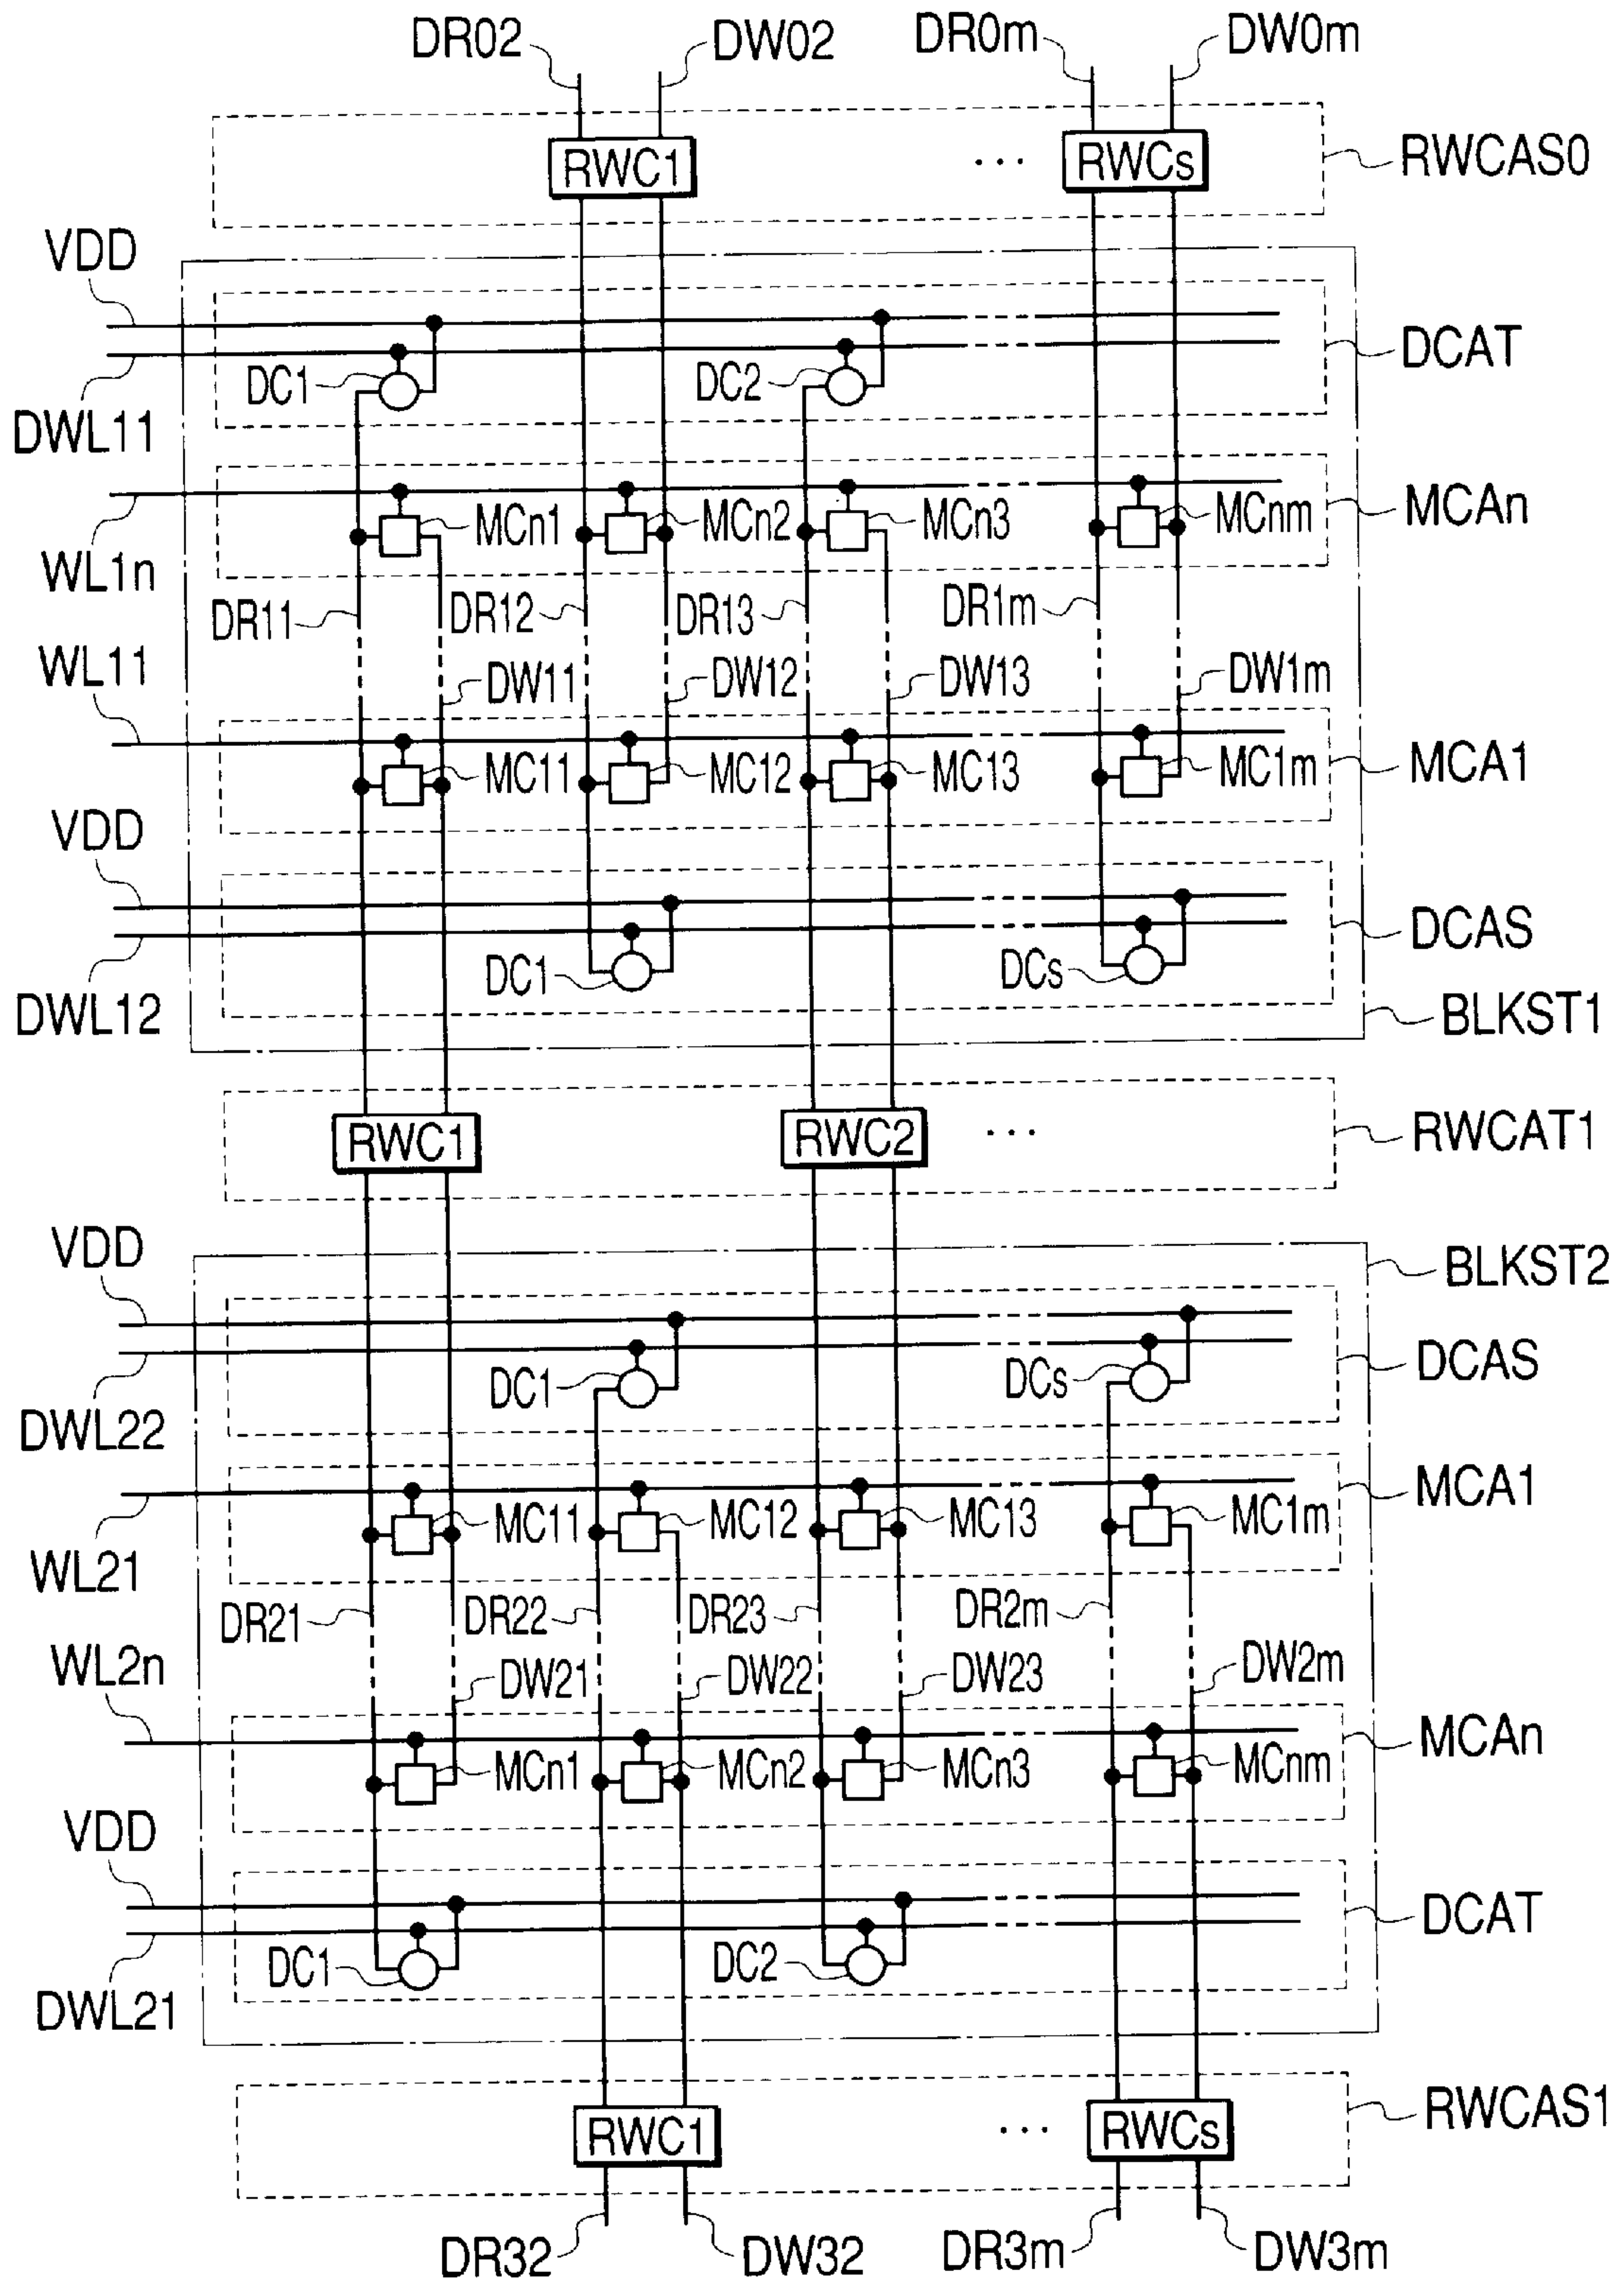 DR02 DW02 DR0m DW0m
RWC1 ... RWCs RWCAS0
VDD
DCAT
DC1 DC2
DWL11
MCAn
MCn1 MCn2 MCn3 MCnm
WL1n
DR11 DR12 DR13 DR1m
WL11
DW11 DW12 DW13 DW1m
MC11 MC12 MC13 MC1m MCA1
VDD
DCAS
DC1 DCs
DWL12 BLKST1
RWC1 RWC2 ... RWCAT1
VDD BLKST2
DCAS
DC1 DCs
DWL22
MCA1
MC11 MC12 MC13 MC1m
WL21
DR21 DR22 DR23 DR2m
WL2n
DW21 DW22 DW23 DW2m
MCAn
MCn1 MCn2 MCn3 MCnm
VDD
DCAT
DC1 DC2
DWL21
RWC1 ... RWCs RWCAS1
DR32 DW32 DR3m DW3m